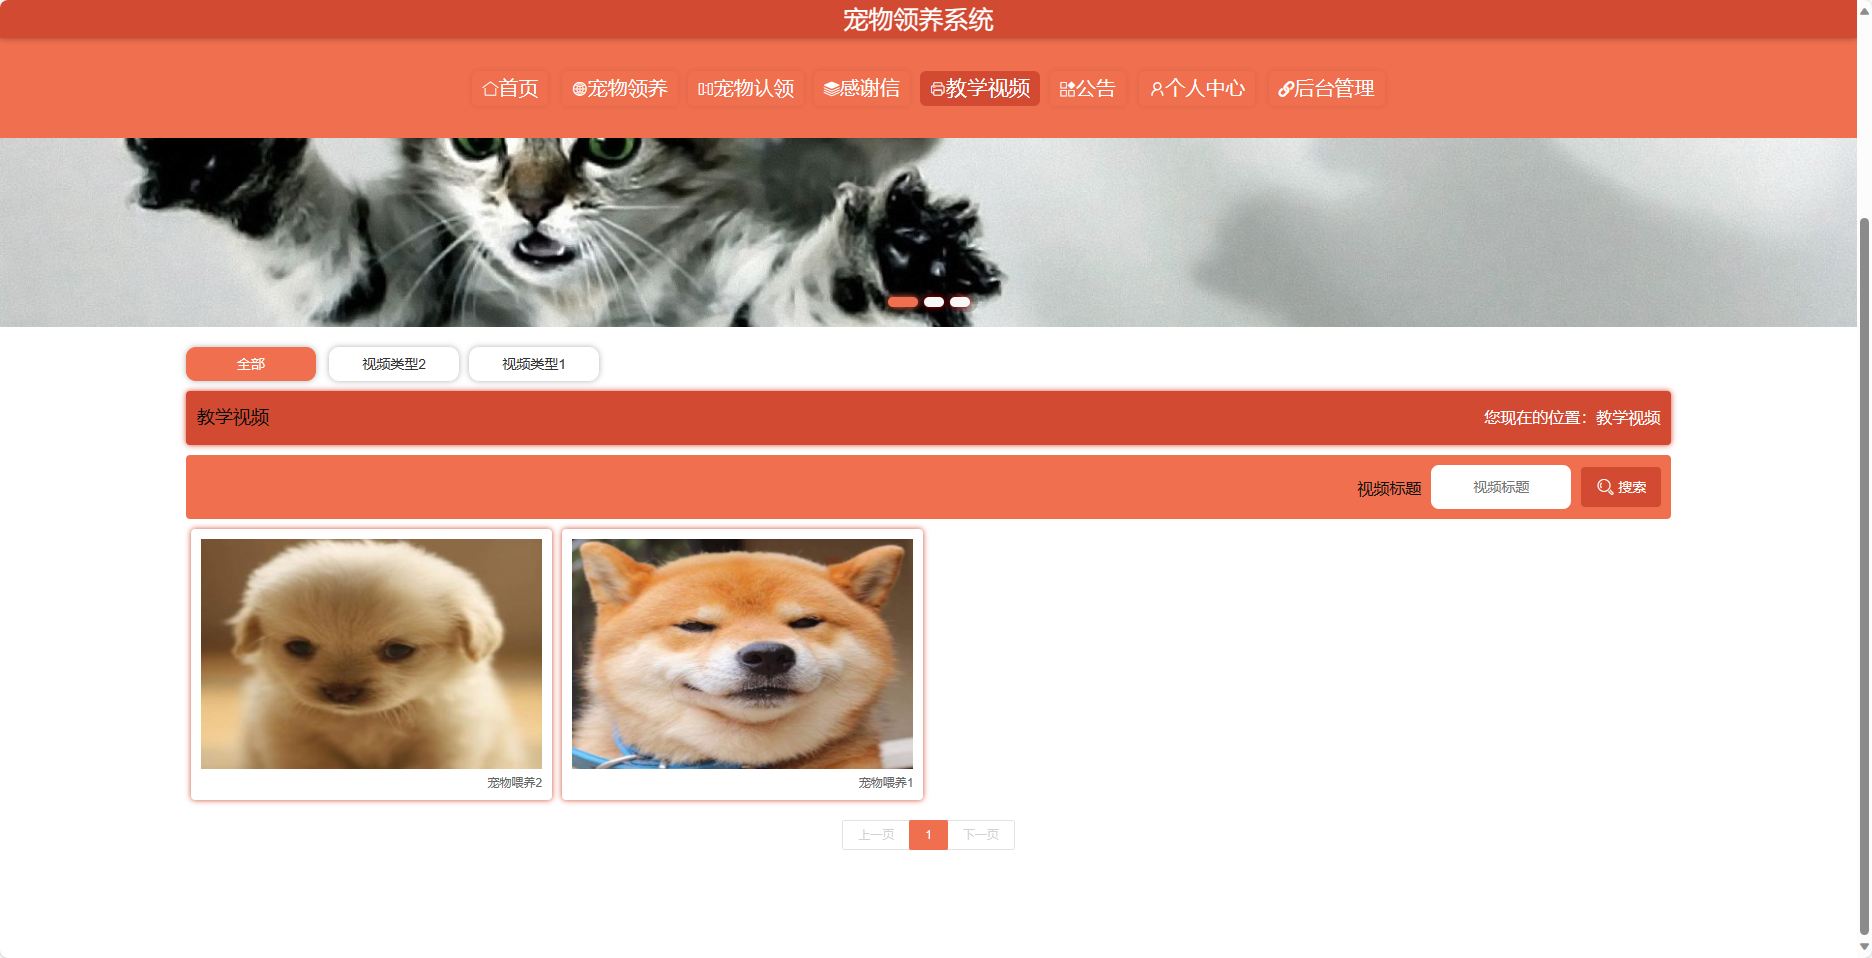 宠物领养系统
首页 宠物领养 宠物认领 感谢信 教学视频 公告 个人中心 后台管理
全部 视频类型2 视频类型1
教学视频 您现在的位置：教学视频
视频标题 视频标题 搜索
宠物喂养2 宠物喂养1
上一页 1 下一页